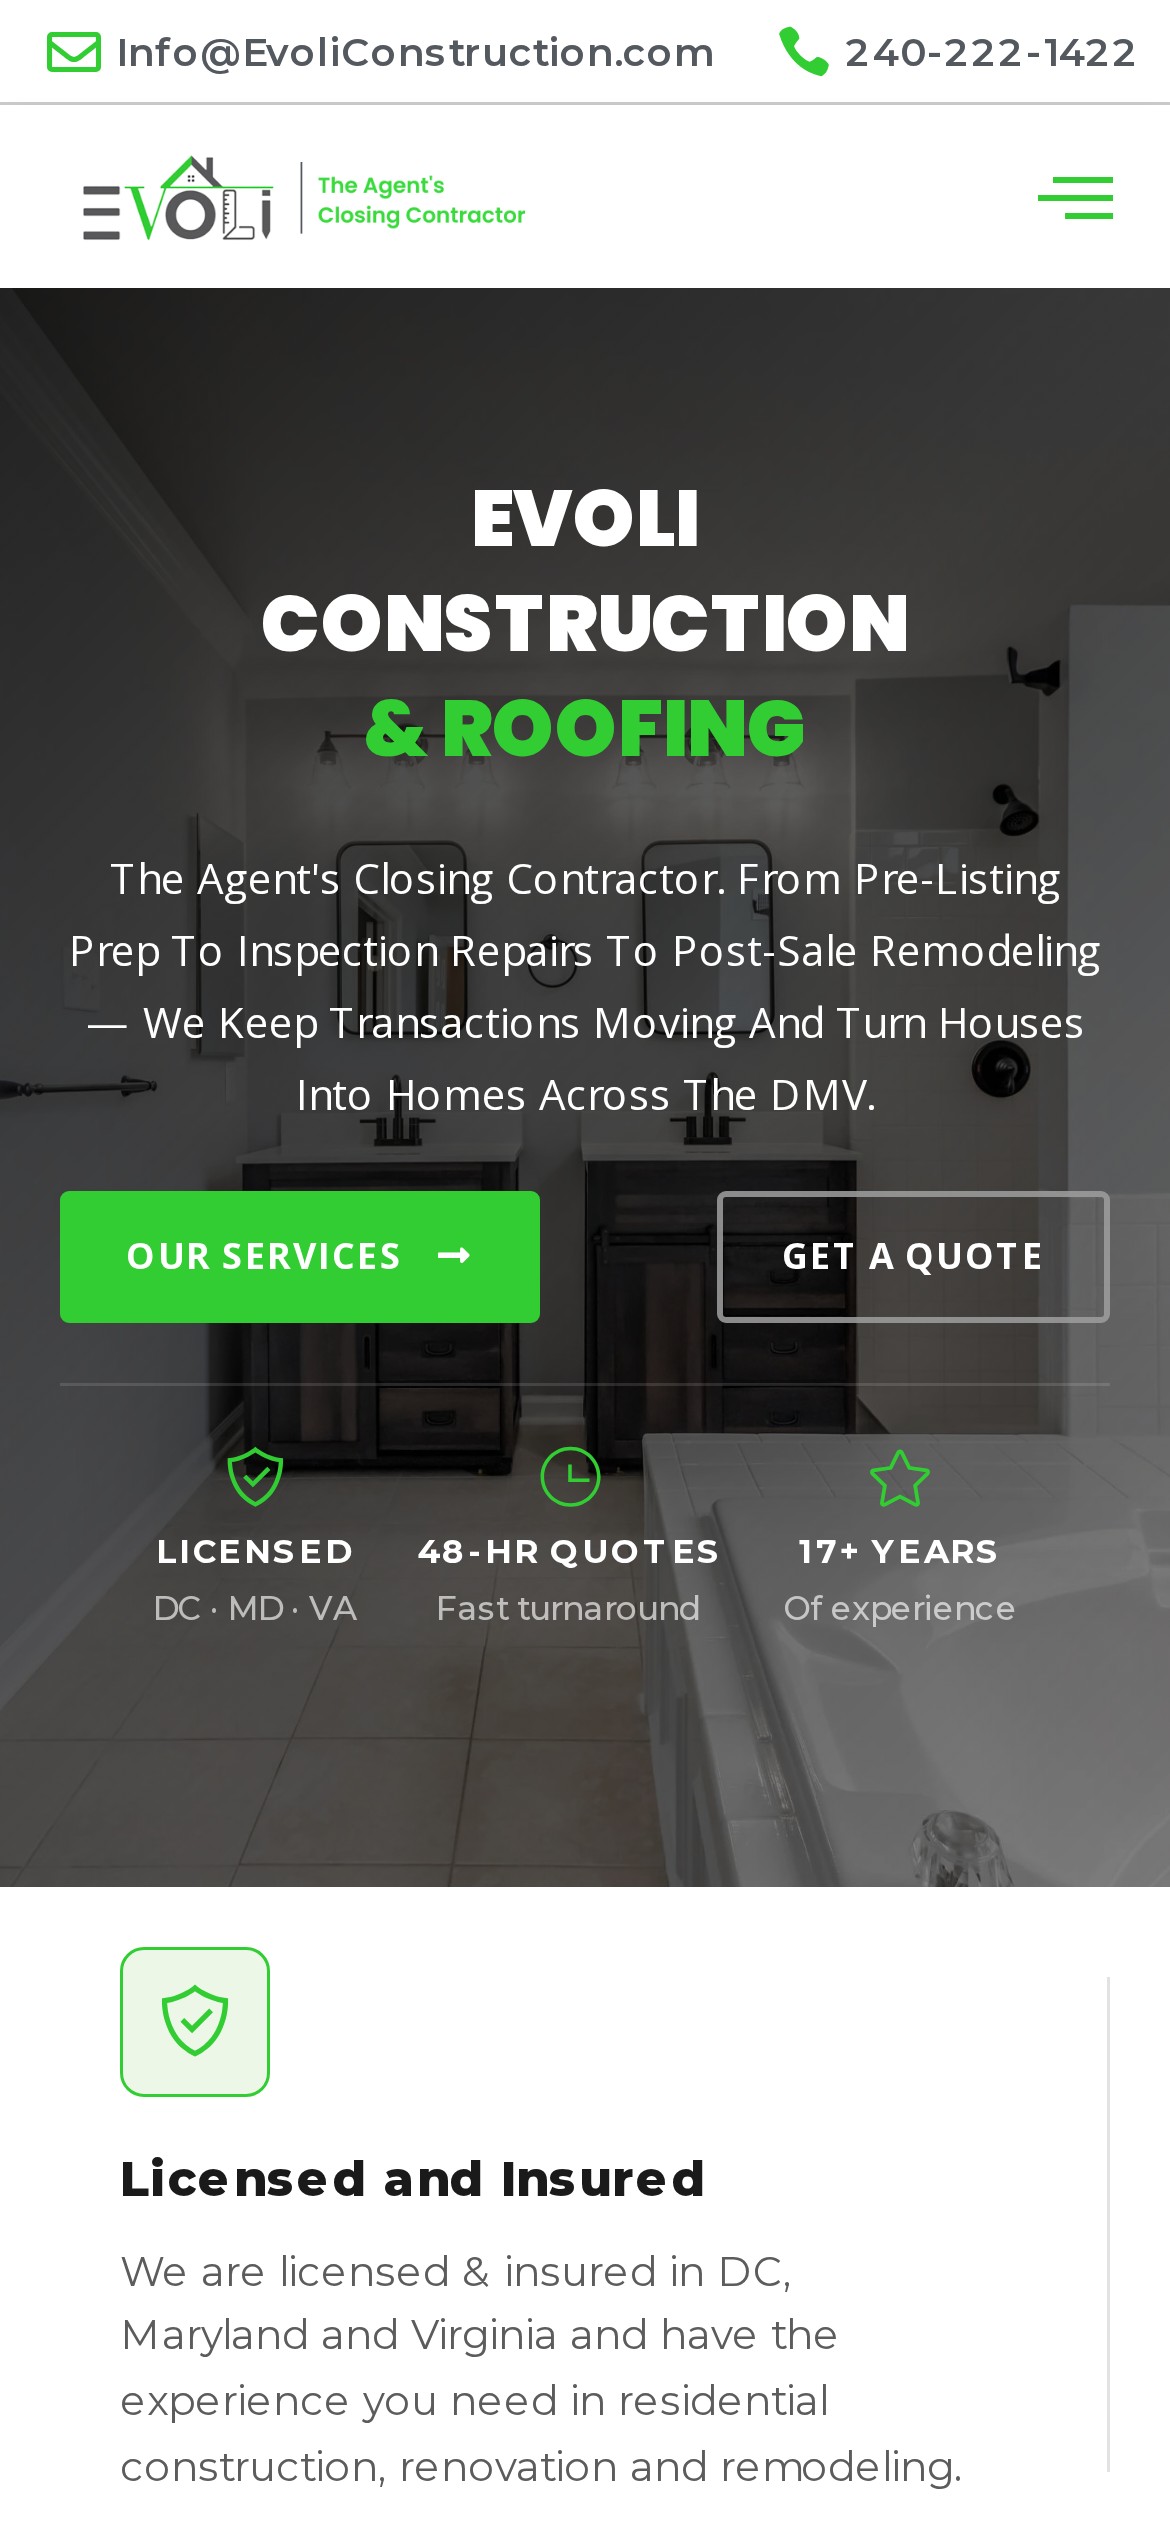 Info@EvoliConstruction.com
240-222-1422
EVOLi
The Agent's
Closing Contractor
EVOLI
CONSTRUCTION
& ROOFING
The Agent's Closing Contractor. From Pre-Listing
Prep To Inspection Repairs To Post-Sale Remodeling
— We Keep Transactions Moving And Turn Houses
Into Homes Across The DMV.
OUR SERVICES →
GET A QUOTE
LICENSED
DC · MD · VA
48-HR QUOTES
Fast turnaround
17+ YEARS
Of experience
Licensed and Insured
We are licensed & insured in DC,
Maryland and Virginia and have the
experience you need in residential
construction, renovation and remodeling.